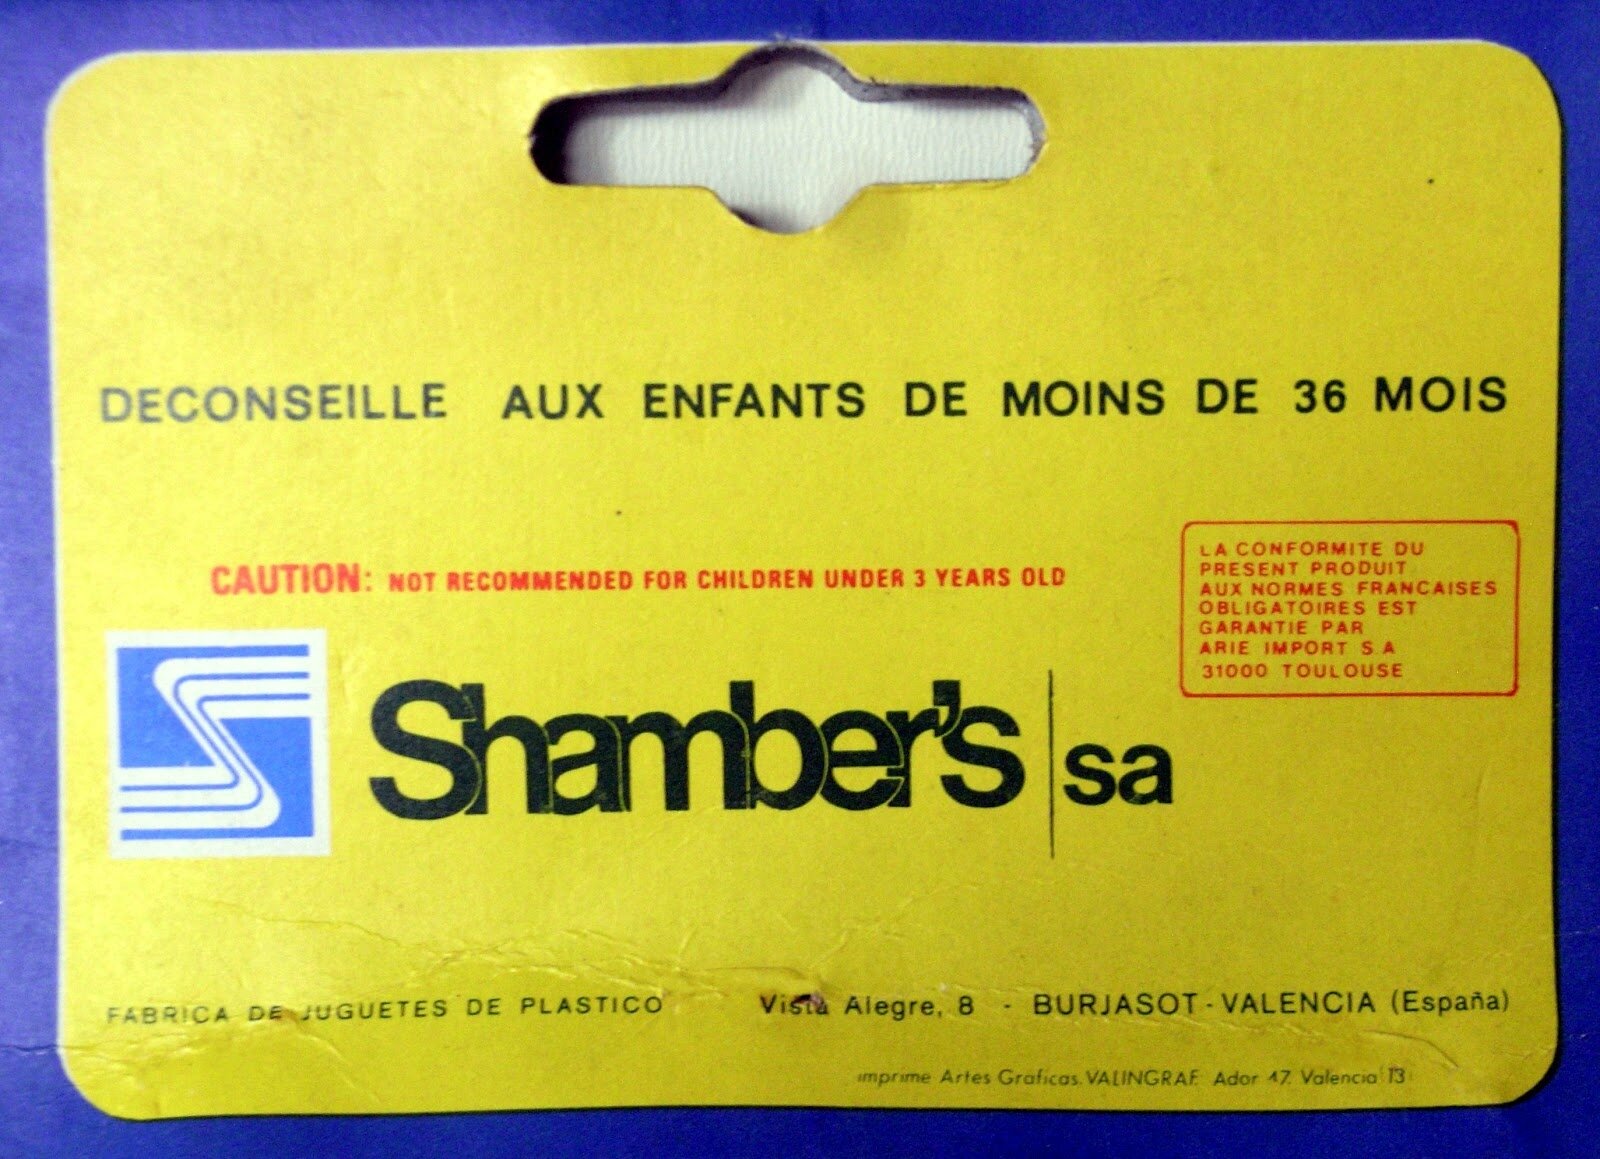 DECONSEILLE AUX ENFANTS DE MOINS DE 36 MOIS
CAUTION: NOT RECOMMENDED FOR CHILDREN UNDER 3 YEARS OLD
LA CONFORMITE DU
PRESENT PRODUIT
AUX NORMES FRANCAISES
OBLIGATOIRES EST
GARANTIE PAR
ARIE IMPORT S.A
31000 TOULOUSE
Shamber's sa
FABRICA DE JUGUETES DE PLASTICO Vista Alegre, 8 - BURJASOT - VALENCIA (España)
imprime Artes Graficas. VALINGRAF. Ador 47. Valencia 13